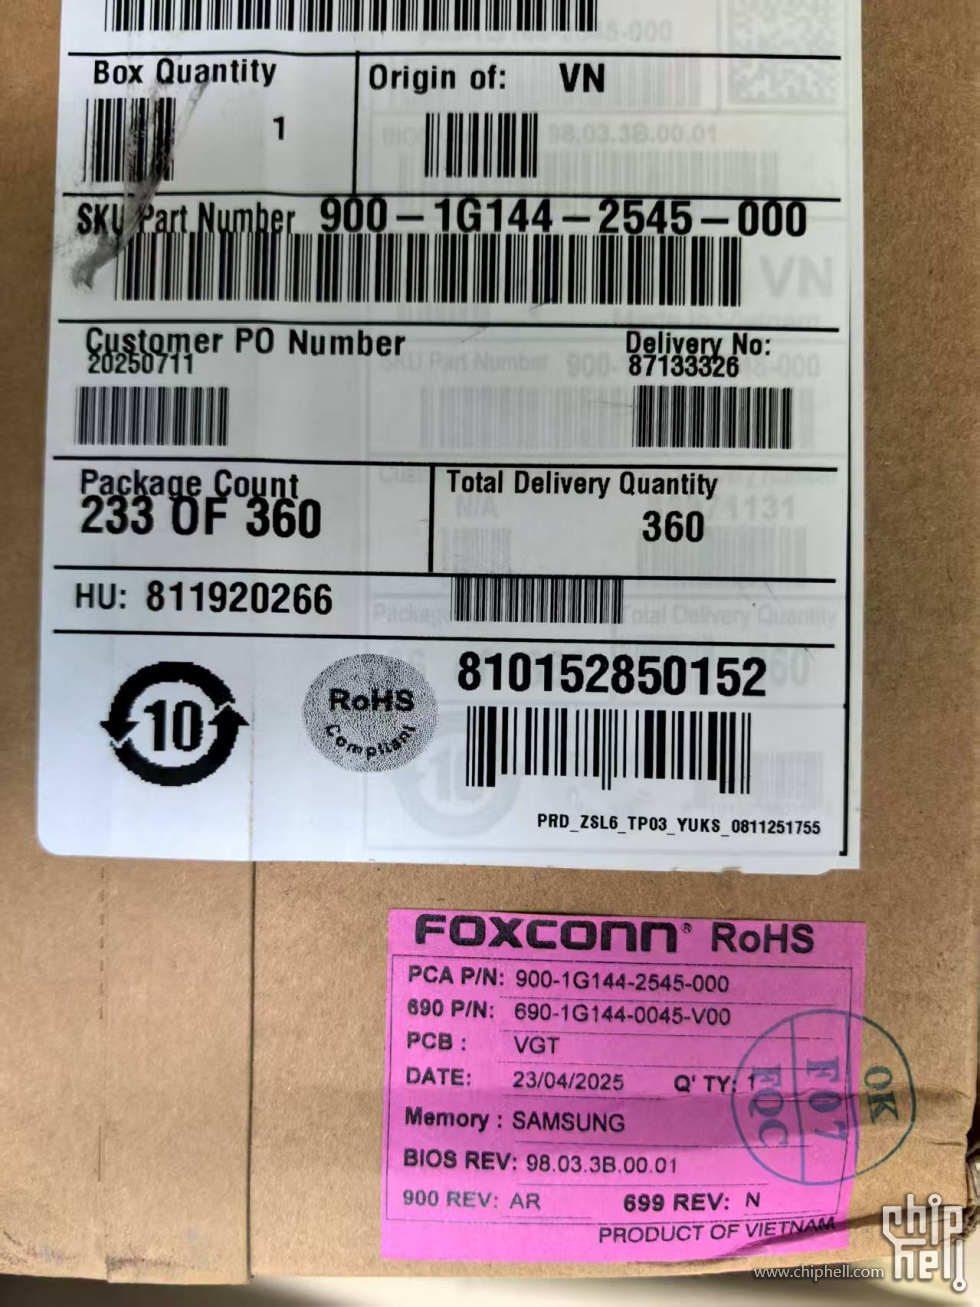 Box Quantity
1
Origin of: VN
SKU Part Number 900-1G144-2545-000
Customer PO Number
20250711
Delivery No:
87133326
Package Count
233 OF 360
Total Delivery Quantity
360
HU: 811920266
10
RoHS
Compliant
810152850152
PRD_ZSL6_TP03_YUKS_0811251755
FOXCONN® RoHS
PCA P/N: 900-1G144-2545-000
690 P/N: 690-1G144-0045-V00
PCB : VGT
DATE: 23/04/2025 Q' TY: 1
Memory : SAMSUNG
BIOS REV: 98.03.3B.00.01
900 REV: AR 699 REV: N
PRODUCT OF VIETNAM
OK
F07
FQC
chip
hell
www.chiphell.com